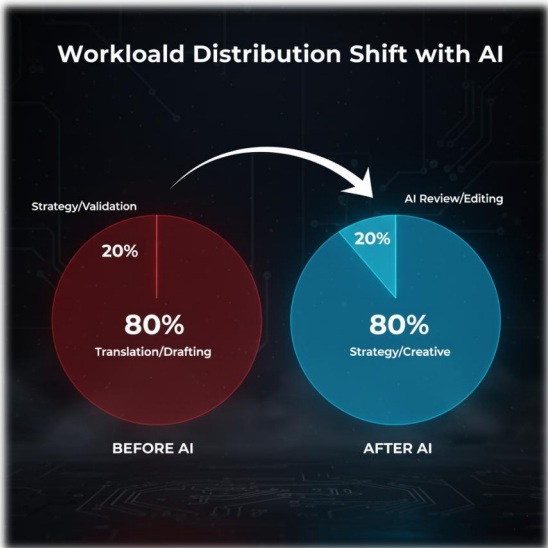 Workloald Distribution Shift with AI
Strategy/Validation
20%
80%
Translation/Drafting
BEFORE AI
AI Review/Editing
20%
80%
Strategy/Creative
AFTER AI